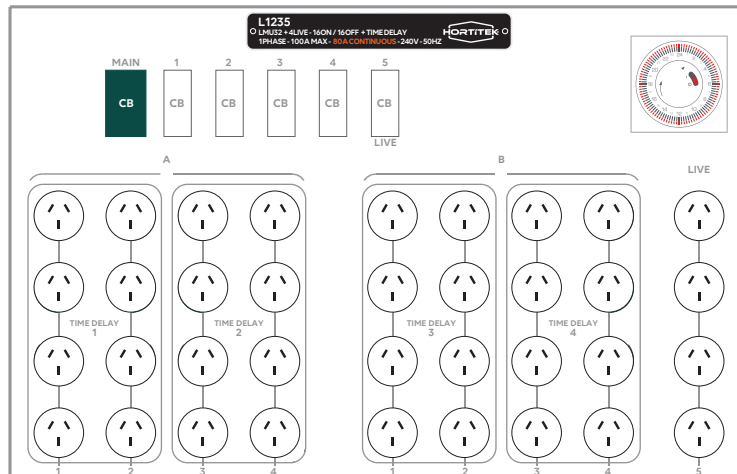 L1235
LMU32 + 4LIVE - 16ON / 16OFF + TIME DELAY
1PHASE - 100A MAX - 80A CONTINUOUS - 240V - 50HZ
HORTITEK
MAIN 1 2 3 4 5
CB CB CB CB CB CB
LIVE
A B LIVE
TIME DELAY TIME DELAY TIME DELAY TIME DELAY
1 2 3 4
1 2 3 4 1 2 3 4 5